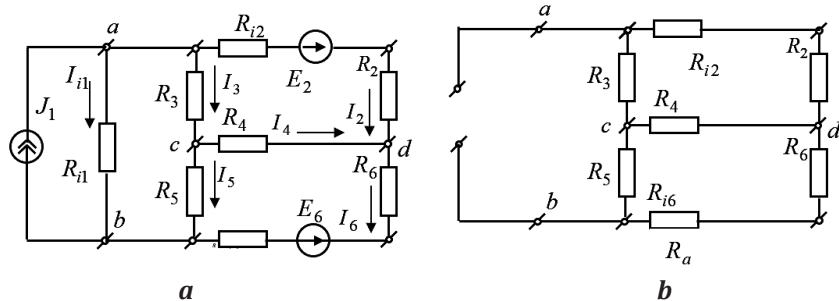 a
R_{i2}
E_2
R_2
I_{i1}
J_1
R_3
I_3
R_4
I_4
I_2
c
d
R_{i1}
R_5
I_5
R_6
b
E_6
I_6
a
a
R_{i2}
R_2
R_3
R_4
c
d
R_5
R_6
R_{i6}
b
R_a
b